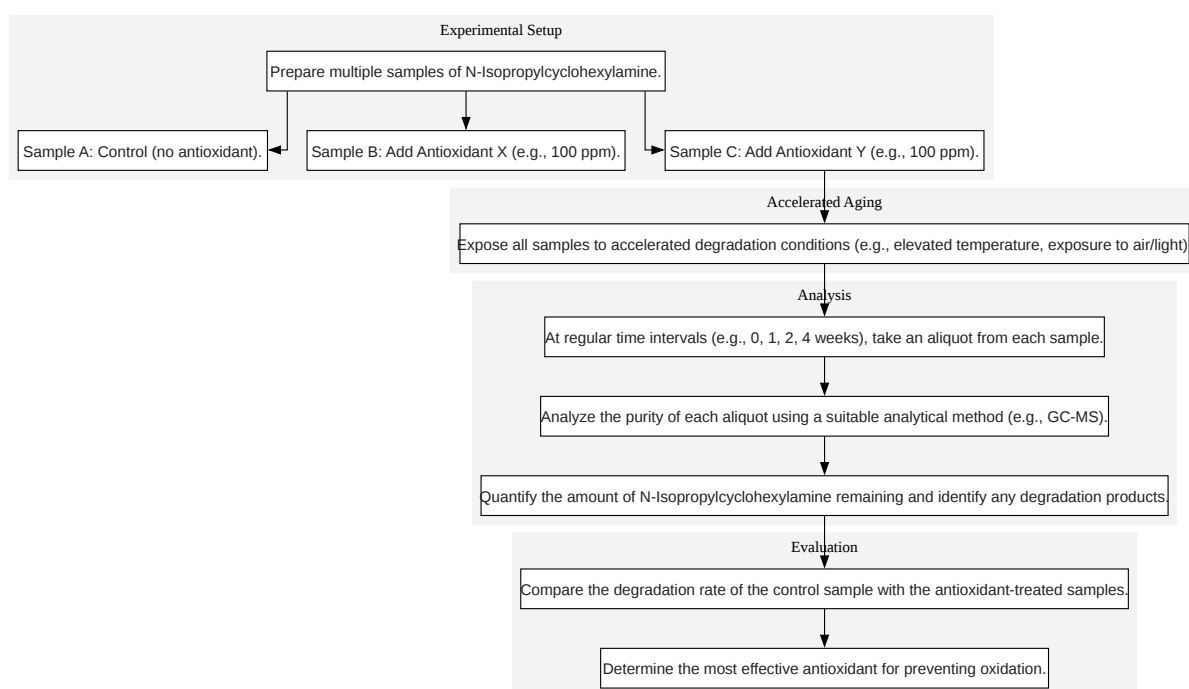 Experimental Setup
Prepare multiple samples of N-Isopropylcyclohexylamine.
Sample A: Control (no antioxidant).
Sample B: Add Antioxidant X (e.g., 100 ppm).
Sample C: Add Antioxidant Y (e.g., 100 ppm).
Accelerated Aging
Expose all samples to accelerated degradation conditions (e.g., elevated temperature, exposure to air/light)
Analysis
At regular time intervals (e.g., 0, 1, 2, 4 weeks), take an aliquot from each sample.
Analyze the purity of each aliquot using a suitable analytical method (e.g., GC-MS).
Quantify the amount of N-Isopropylcyclohexylamine remaining and identify any degradation products.
Evaluation
Compare the degradation rate of the control sample with the antioxidant-treated samples.
Determine the most effective antioxidant for preventing oxidation.